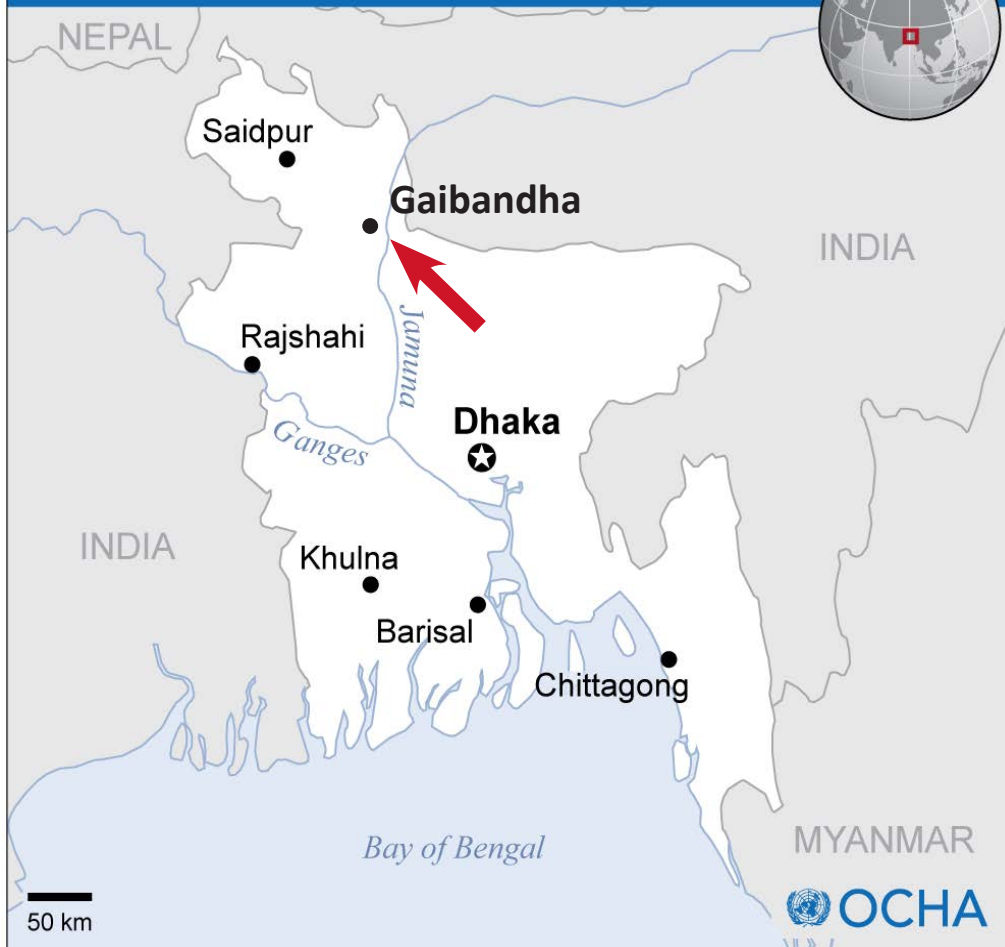 NEPAL
Saidpur
Gaibandha
INDIA
Rajshahi
Jamuna
Dhaka
Ganges
INDIA
Khulna
Barisal
Chittagong
Bay of Bengal
MYANMAR
50 km
OCHA